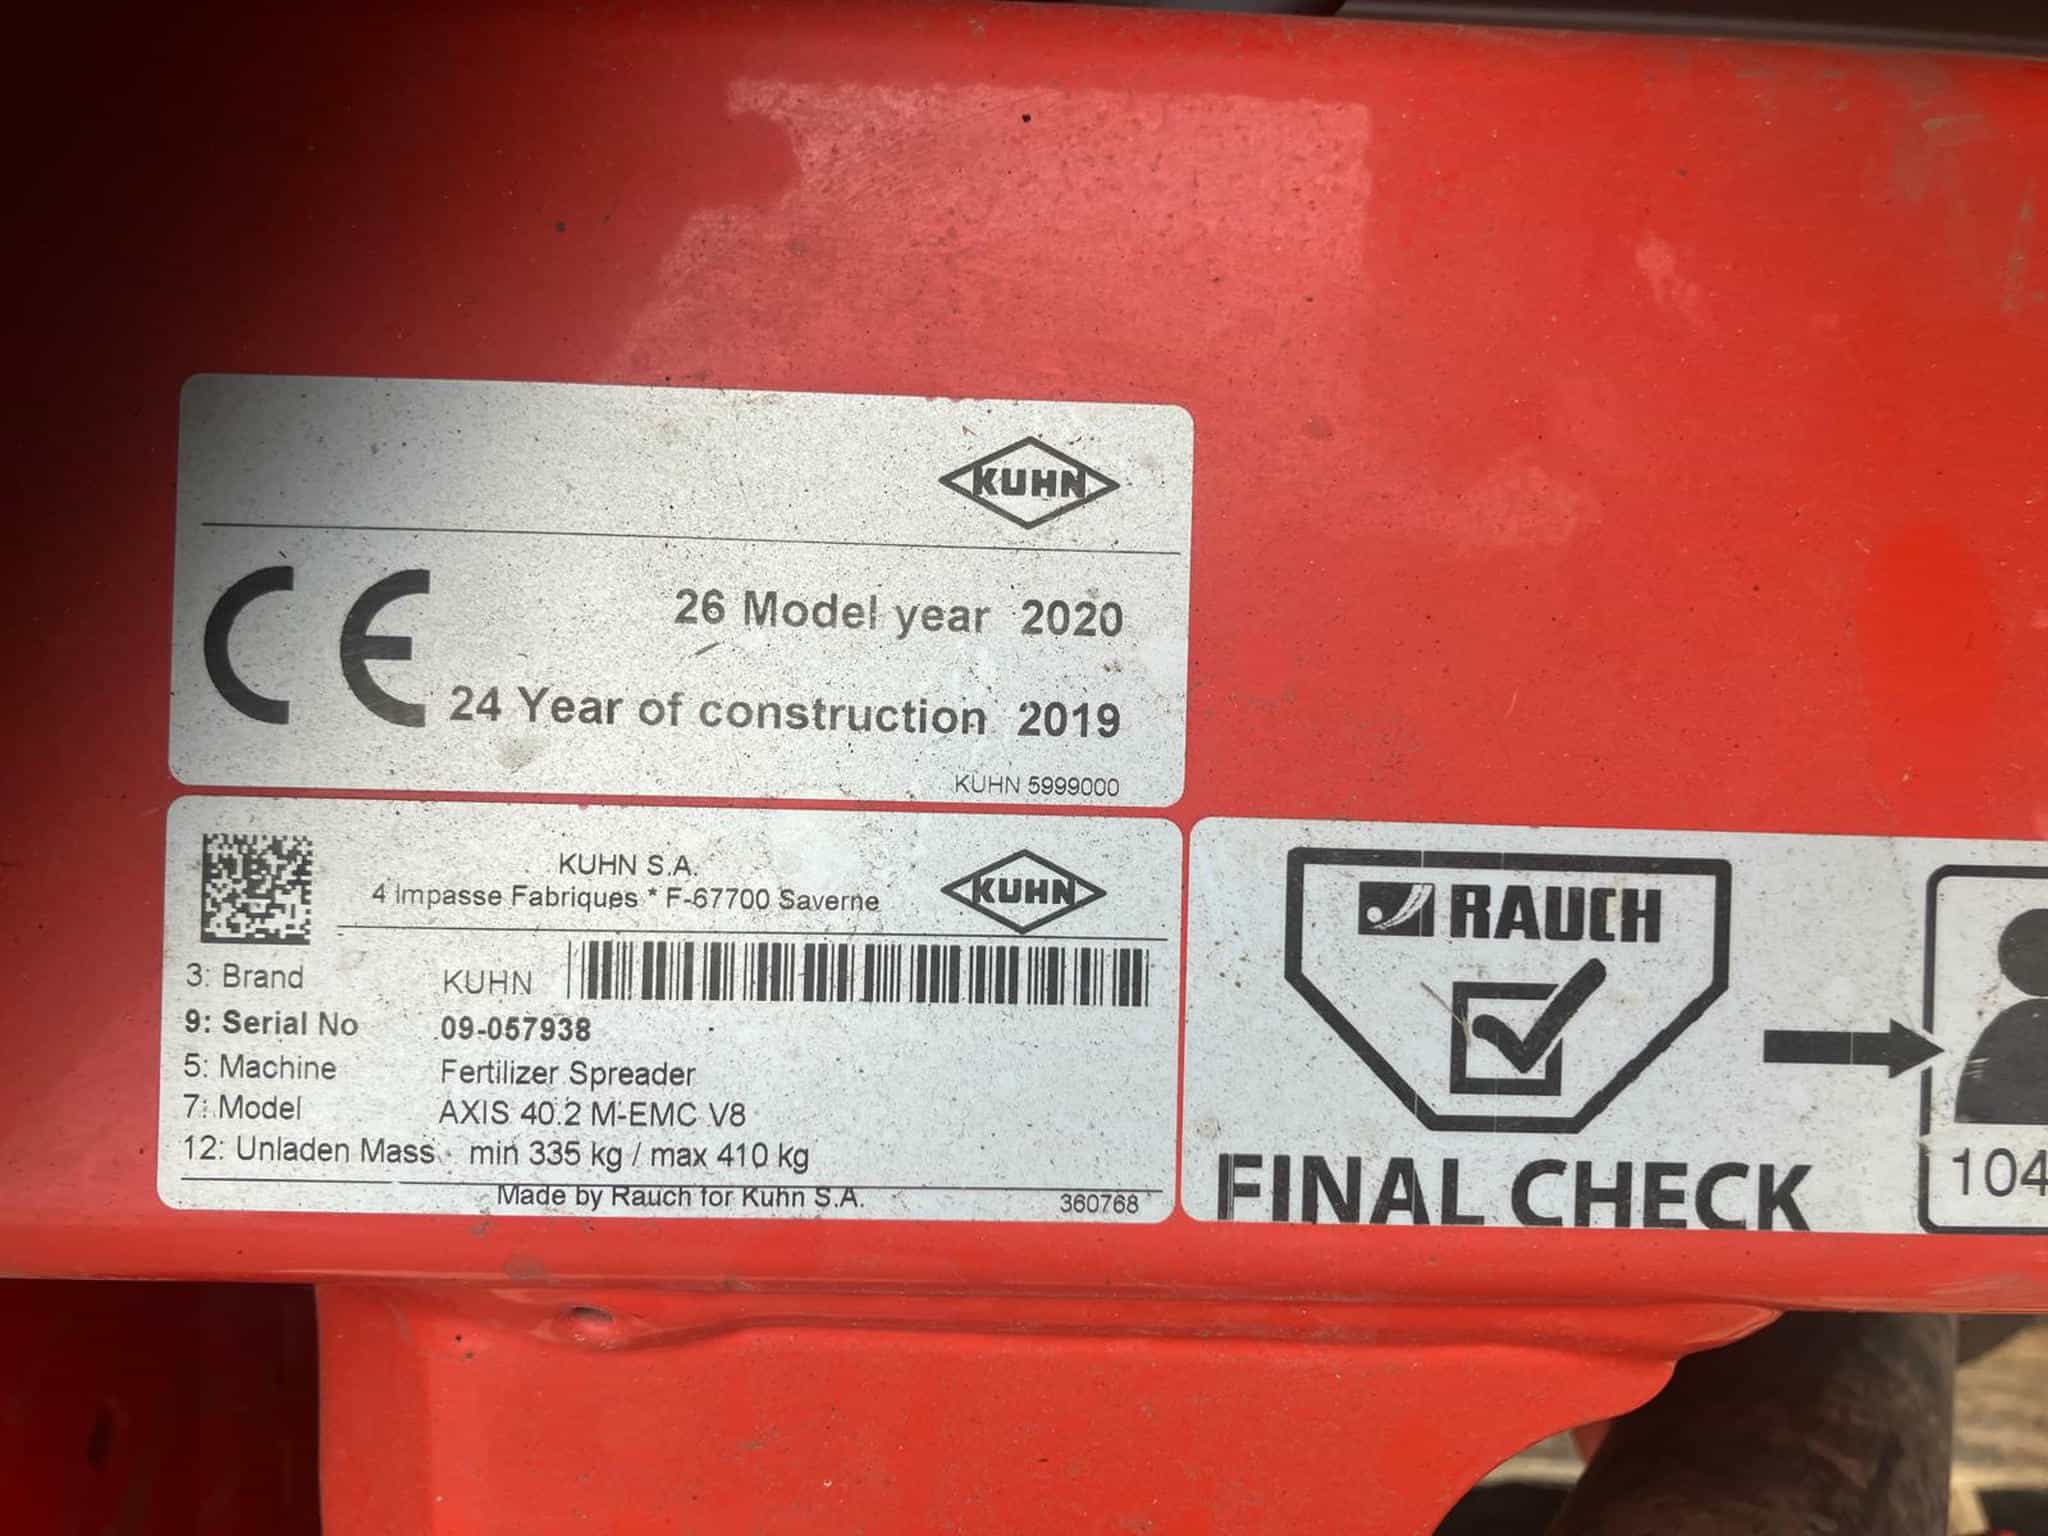 KUHN
CE
26 Model year 2020
24 Year of construction 2019
KUHN 5999000
KUHN S.A.
4 Impasse Fabriques * F-67700 Saverne
KUHN
3: Brand KUHN
9: Serial No 09-057938
5: Machine Fertilizer Spreader
7: Model AXIS 40.2 M-EMC V8
12: Unladen Mass min 335 kg / max 410 kg
Made by Rauch for Kuhn S.A. 360768
RAUCH
FINAL CHECK
104